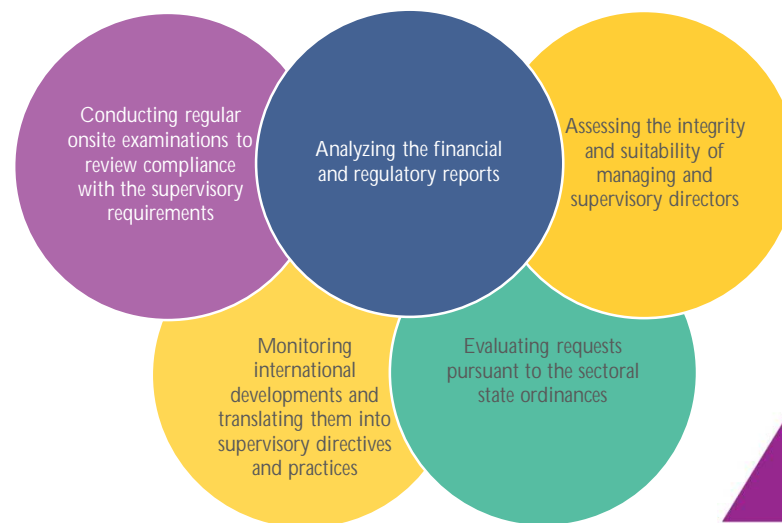 Conducting regular
onsite examinations to
review compliance
with the supervisory
requirements
Analyzing the financial
and regulatory reports
Assessing the integrity
and suitability of
managing and
supervisory directors
Monitoring
international
developments and
translating them into
supervisory directives
and practices
Evaluating requests
pursuant to the sectoral
state ordinances